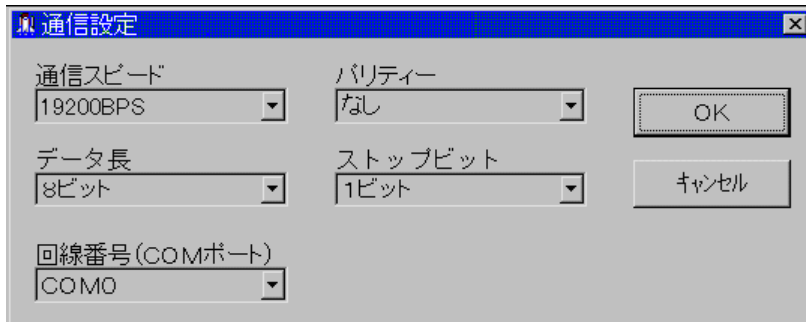 通信設定
通信スピード
19200BPS
パリティー
なし
OK
データ長
8ビット
ストップビット
1ビット
キャンセル
回線番号(COMポート)
COM0